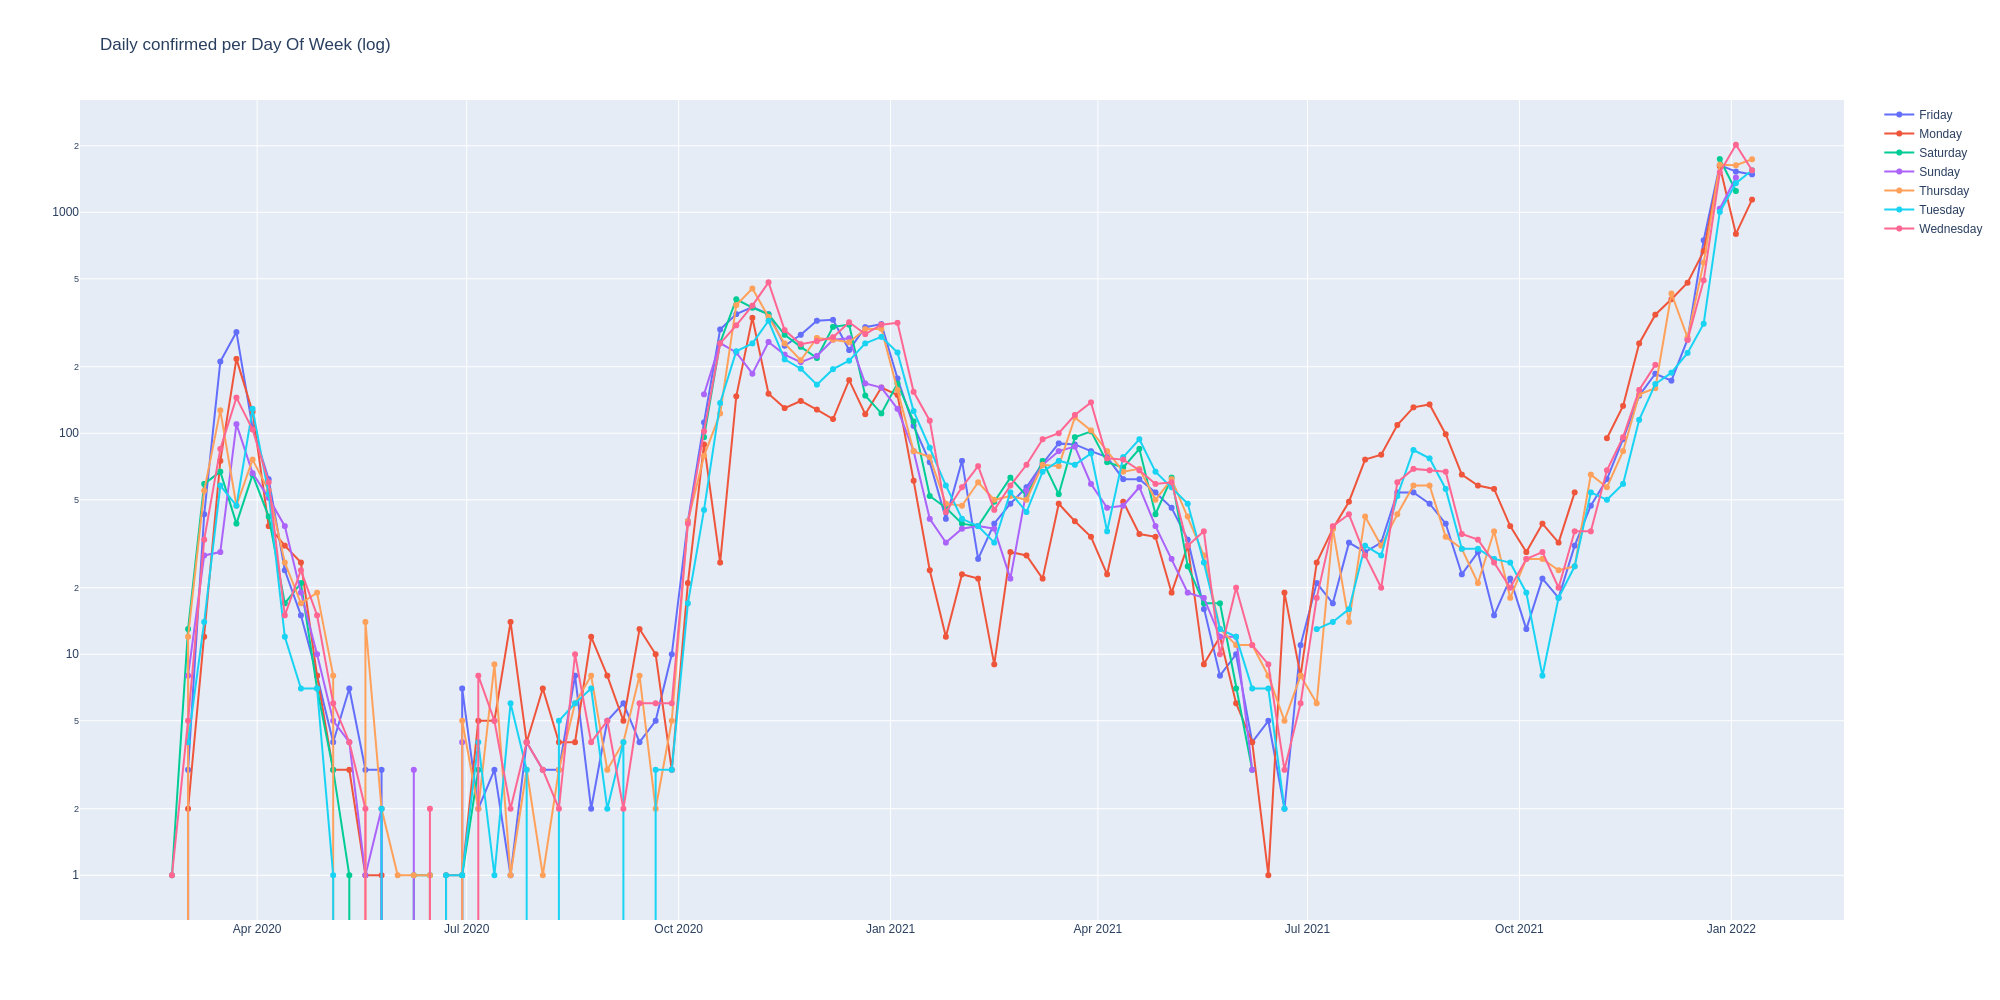 Daily confirmed per Day Of Week (log)
2
1000
5
2
100
5
2
10
5
2
1
Apr 2020
Jul 2020
Oct 2020
Jan 2021
Apr 2021
Jul 2021
Oct 2021
Jan 2022
Friday
Monday
Saturday
Sunday
Thursday
Tuesday
Wednesday